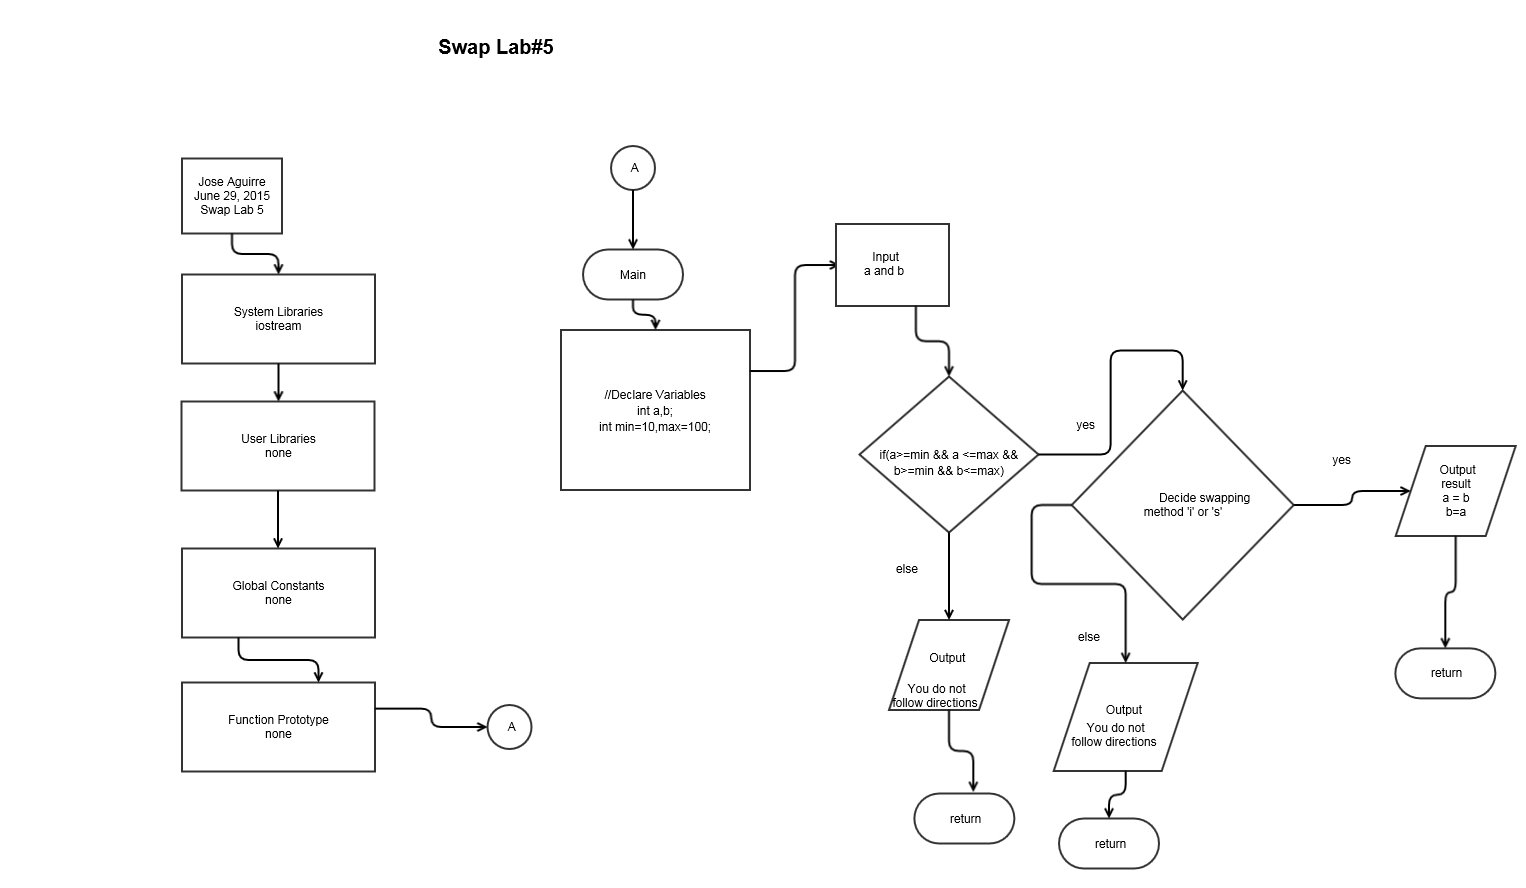 Swap Lab#5
Jose Aguirre
June 29, 2015
Swap Lab 5
System Libraries
iostream
User Libraries
none
Global Constants
none
Function Prototype
none
A
A
Main
//Declare Variables
int a,b;
int min=10,max=100;
Input
a and b
if(a>=min && a <=max &&
b>=min && b<=max)
yes
else
Output
You do not
follow directions
return
Decide swapping
method 'i' or 's'
yes
else
Output
You do not
follow directions
return
Output
result
a = b
b=a
return